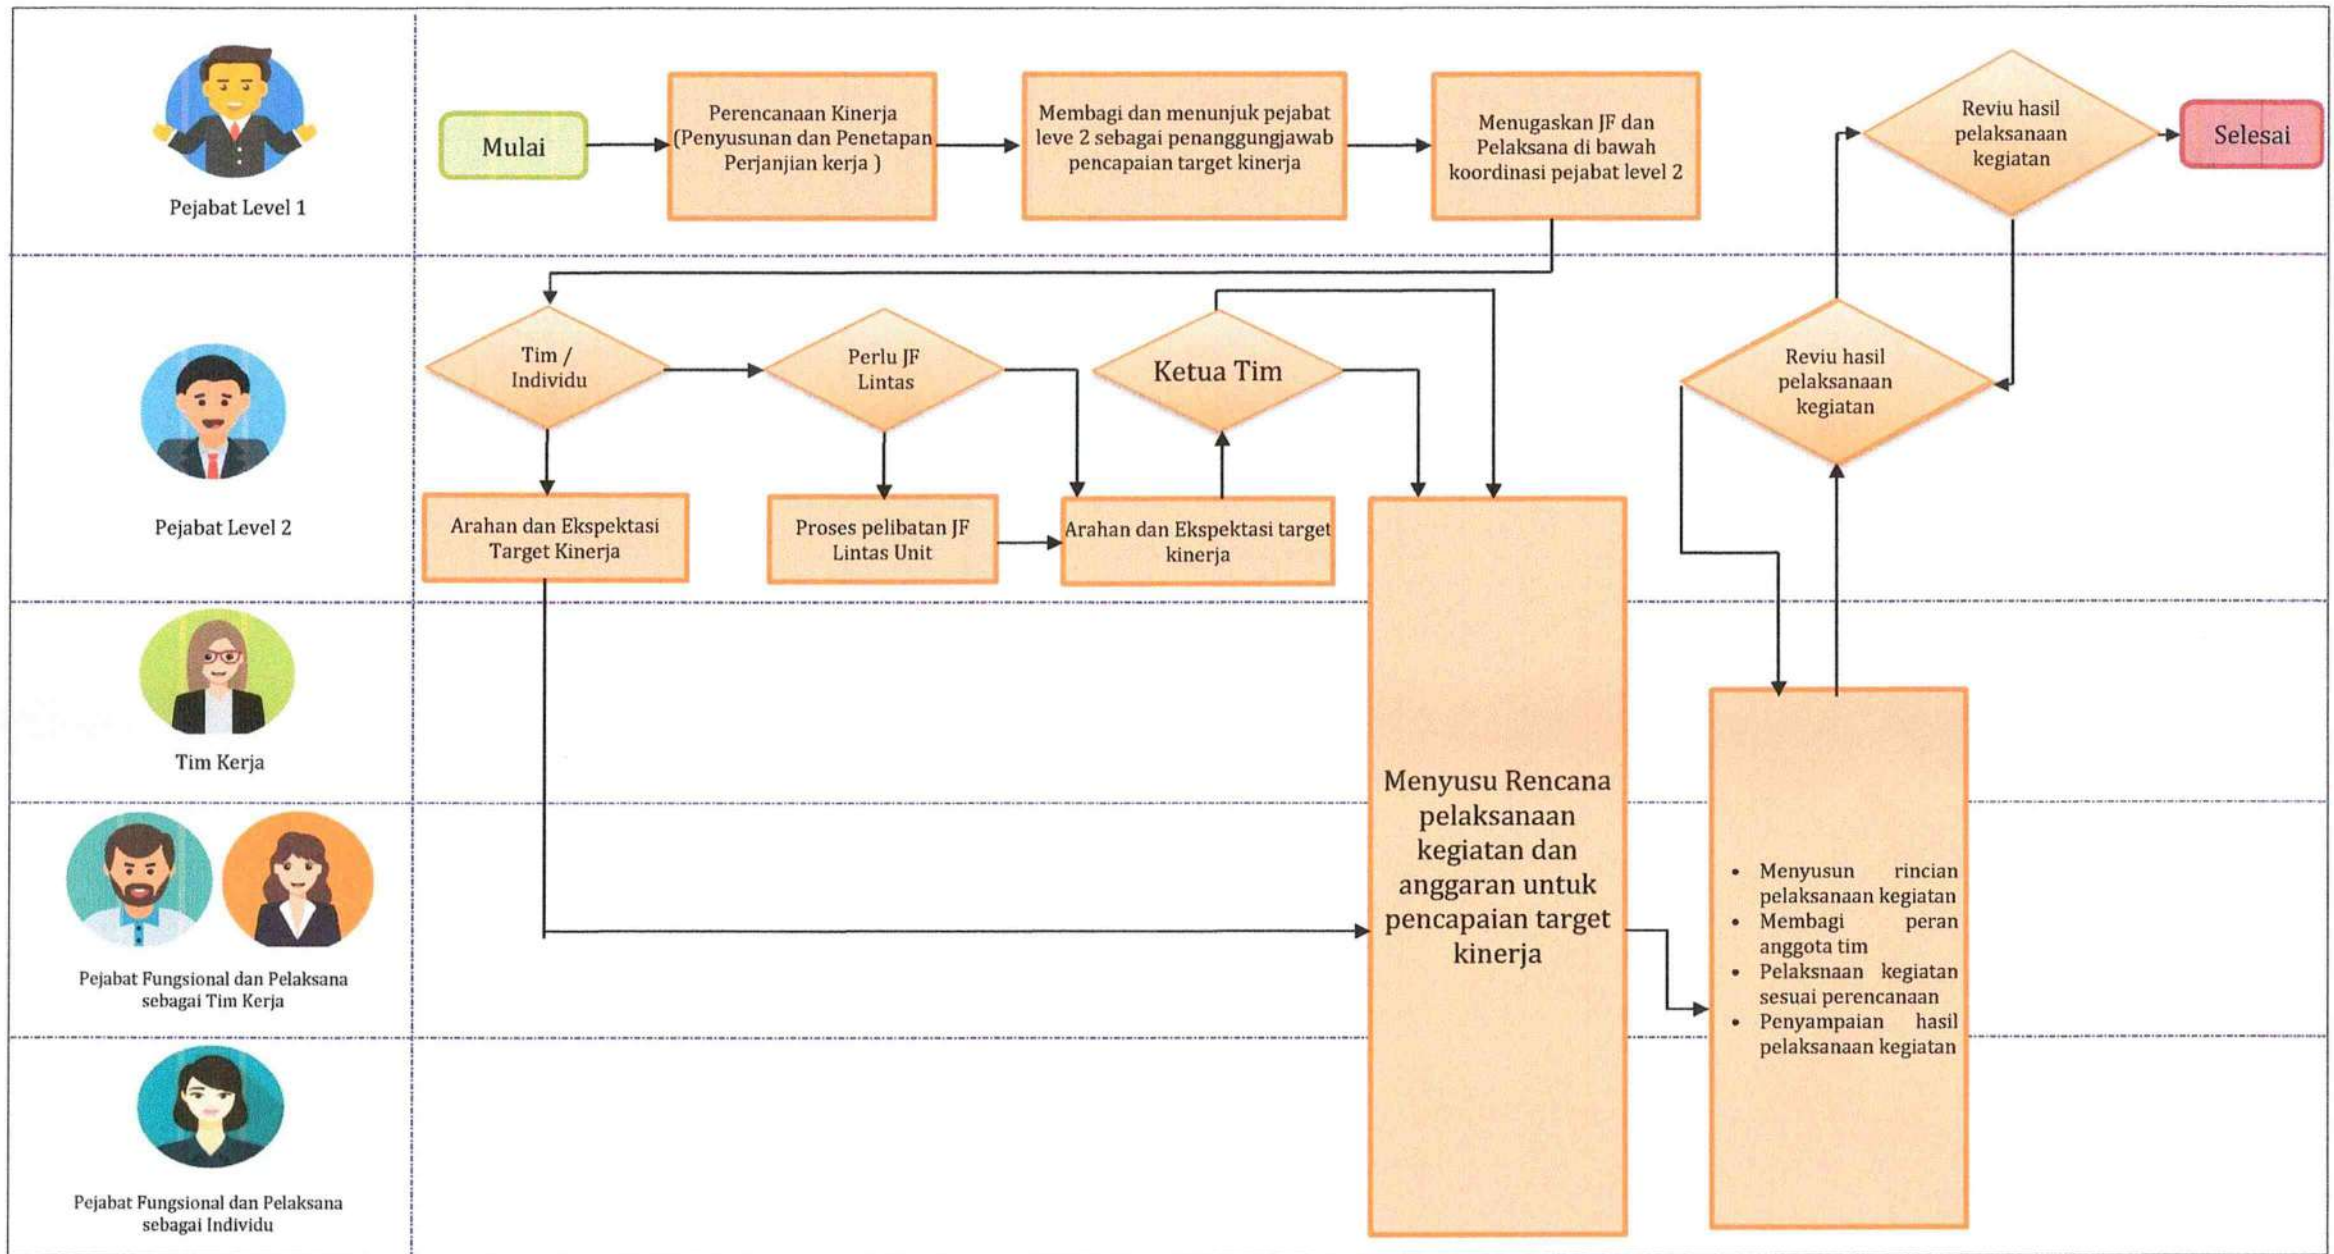 Pejabat Level 1
Mulai
Perencanaan Kinerja
(Penyusunan dan Penetapan
Perjanjian kerja )
Membagi dan menunjuk pejabat
leve 2 sebagai penanggungjawab
pencapaian target kinerja
Menugaskan JF dan
Pelaksana di bawah
koordinasi pejabat level 2
Reviu hasil
pelaksanaan
kegiatan
Selesai
Pejabat Level 2
Tim /
Individu
Perlu JF
Lintas
Ketua Tim
Reviu hasil
pelaksanaan
kegiatan
Arahan dan Ekspektasi
Target Kinerja
Proses pelibatan JF
Lintas Unit
Arahan dan Ekspektasi target
kinerja
Tim Kerja
Menyusu Rencana
pelaksanaan
kegiatan dan
anggaran untuk
pencapaian target
kinerja
• Menyusun rincian
pelaksanaan kegiatan
• Membagi peran
anggota tim
• Pelaksnaan kegiatan
sesuai perencanaan
• Penyampaian hasil
pelaksanaan kegiatan
Pejabat Fungsional dan Pelaksana
sebagai Tim Kerja
Pejabat Fungsional dan Pelaksana
sebagai Individu